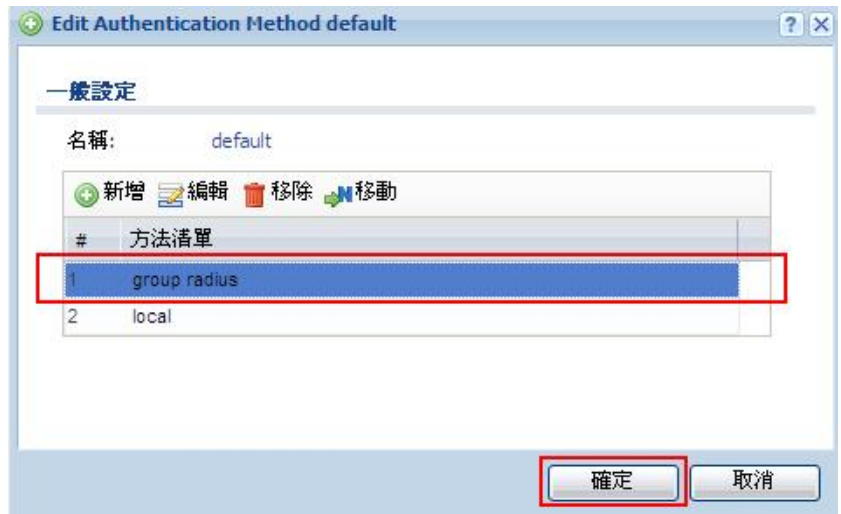 Edit Authentication Method default
一般設定
名稱: default
新增 編輯 移除 移動
# 方法清單
1 group radius
2 local
確定 取消